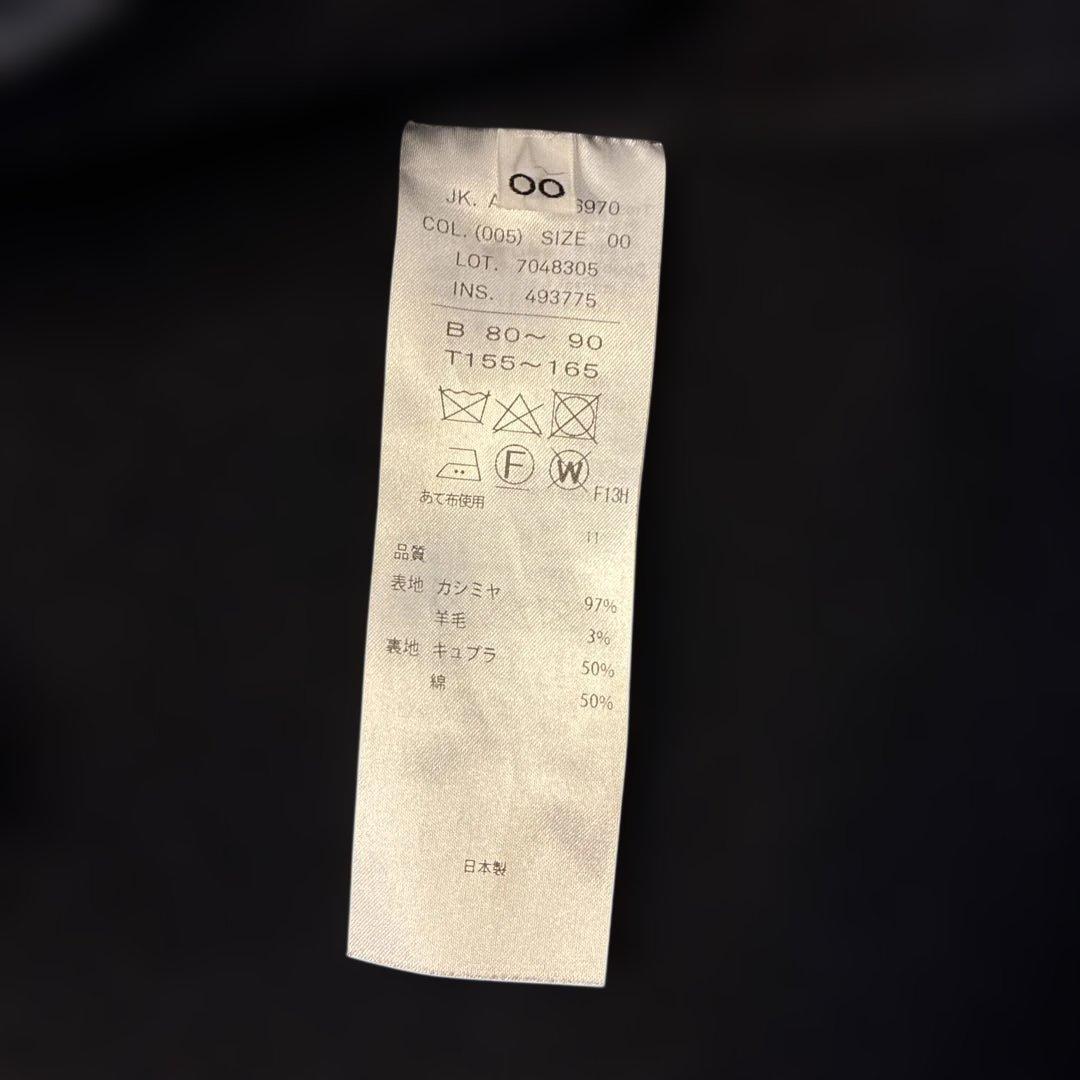 OO
JK. 6970
COL.(005) SIZE 00
LOT. 7048305
INS. 493775
B 80～ 90
T155～165
F W F13H
あて布使用
11
品質
表地 カシミヤ 97%
羊毛 3%
裏地 キュプラ 50%
綿 50%
日本製